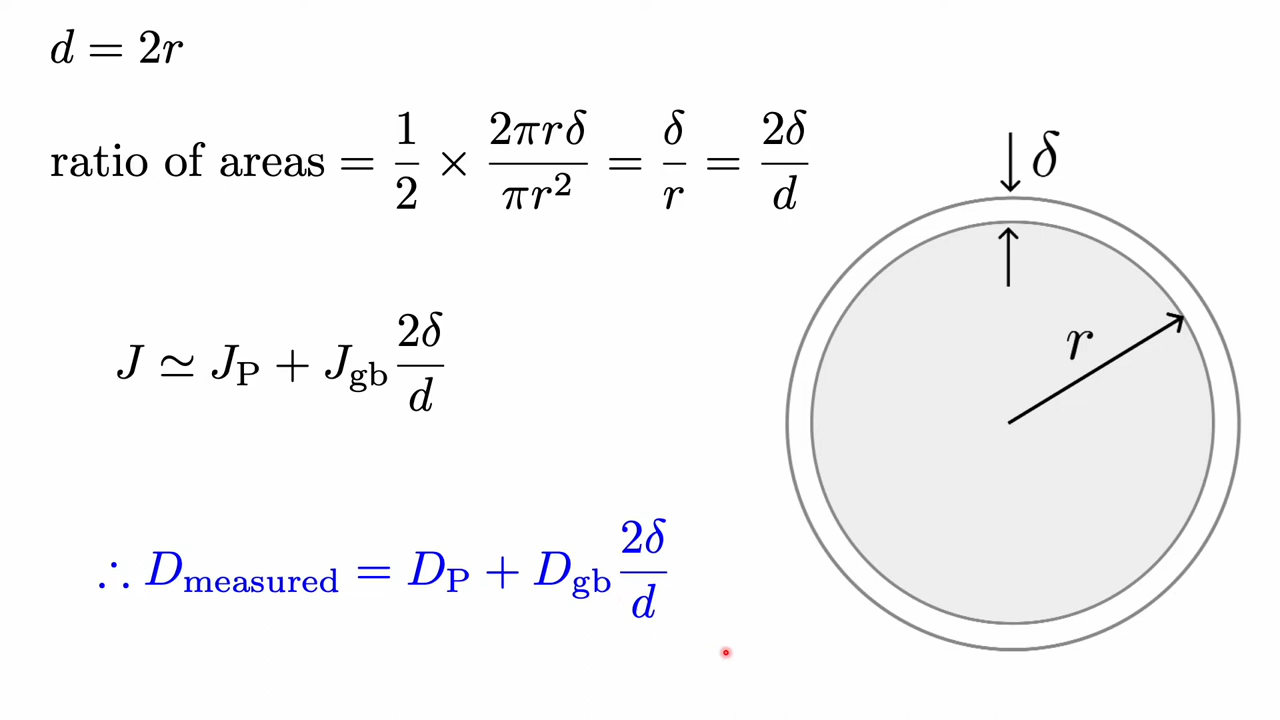 d = 2r
ratio of areas = 1/2 × 2πrδ/πr² = δ/r = 2δ/d
δ
r
J ≃ J_P + J_gb 2δ/d
∴ D_measured = D_P + D_gb 2δ/d